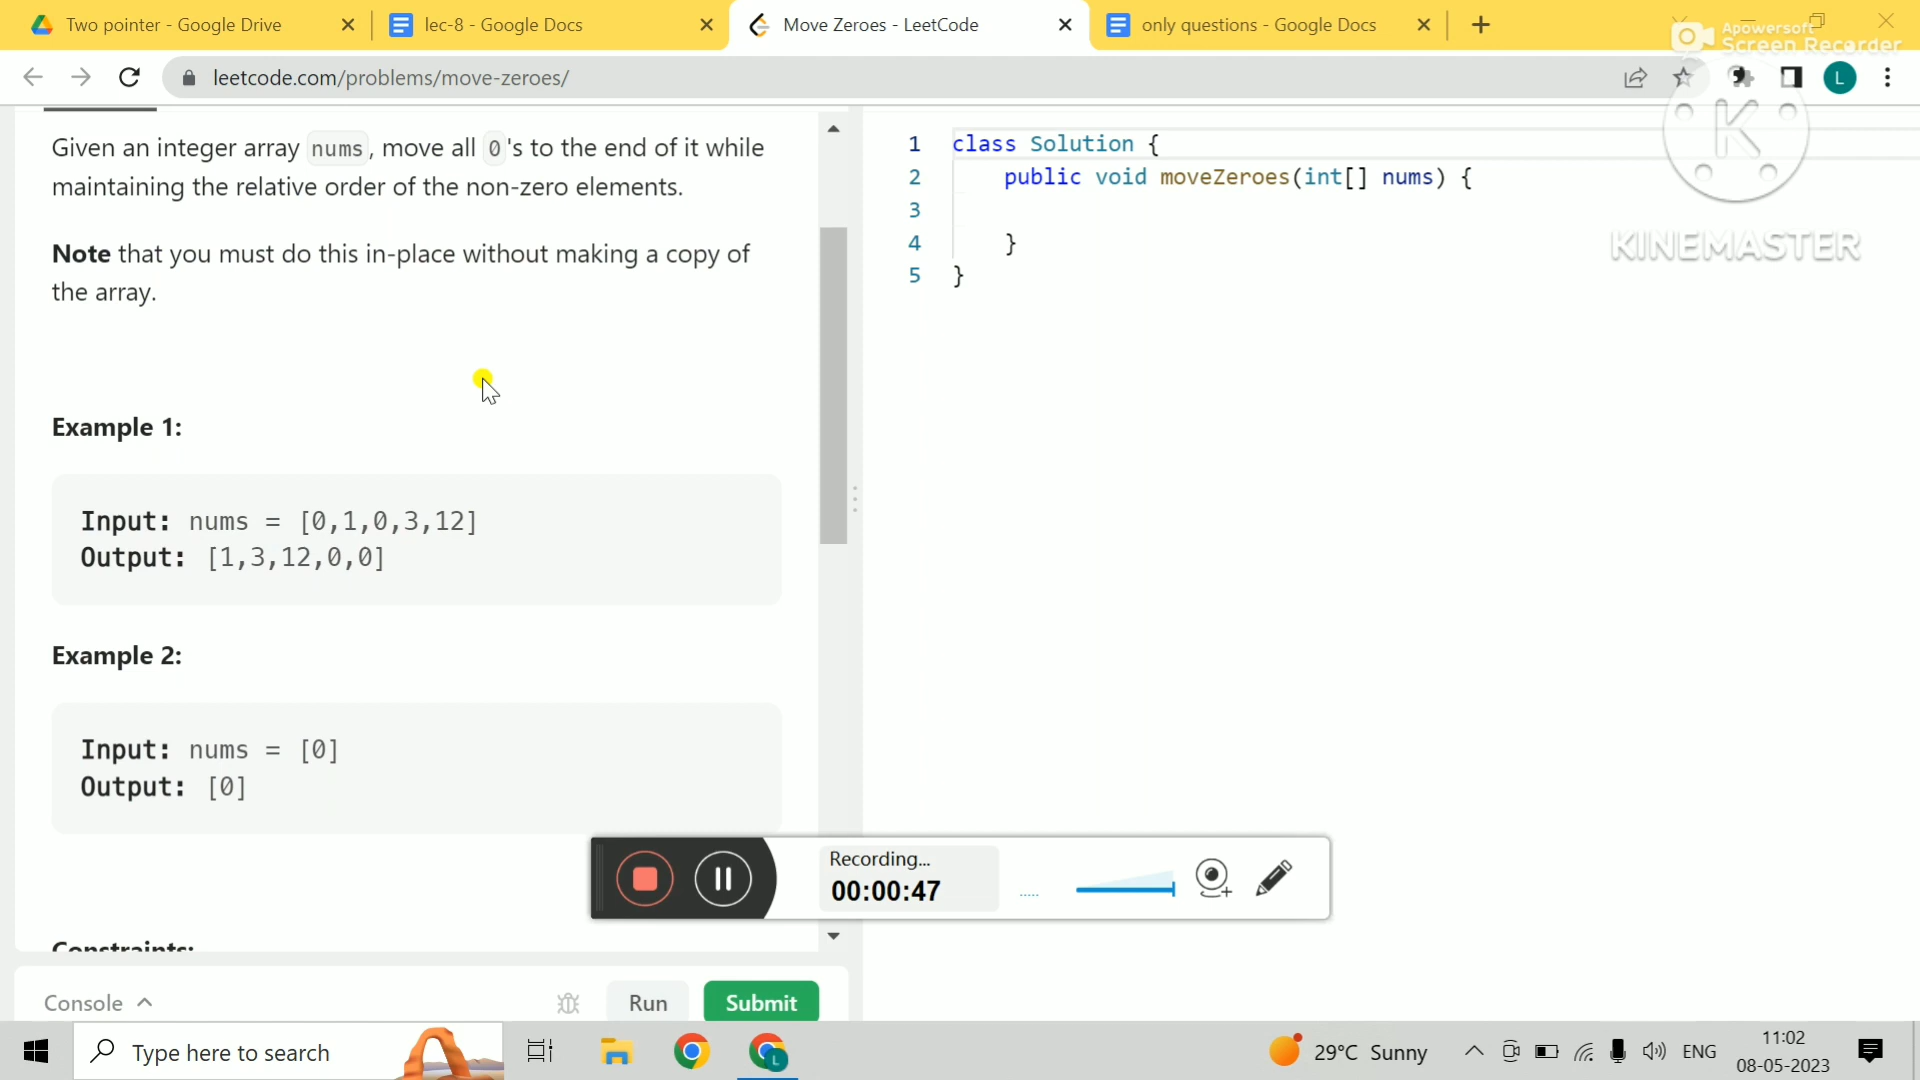 Two pointer - Google Drive
lec-8 - Google Docs
Move Zeroes - LeetCode
only questions - Google Docs
Apowersoft
Screen Recorder
leetcode.com/problems/move-zeroes/
L
K
KINEMASTER
Given an integer array nums, move all 0's to the end of it while
maintaining the relative order of the non-zero elements.
Note that you must do this in-place without making a copy of
the array.
Example 1:
Input: nums = [0,1,0,3,12]
Output: [1,3,12,0,0]
Example 2:
Input: nums = [0]
Output: [0]
Constraints:
Console
Run
Submit
1 class Solution {
2 public void moveZeroes(int[] nums) {
3
4 }
5 }
Recording...
00:00:47
Type here to search
L
29°C Sunny
ENG
11:02
08-05-2023